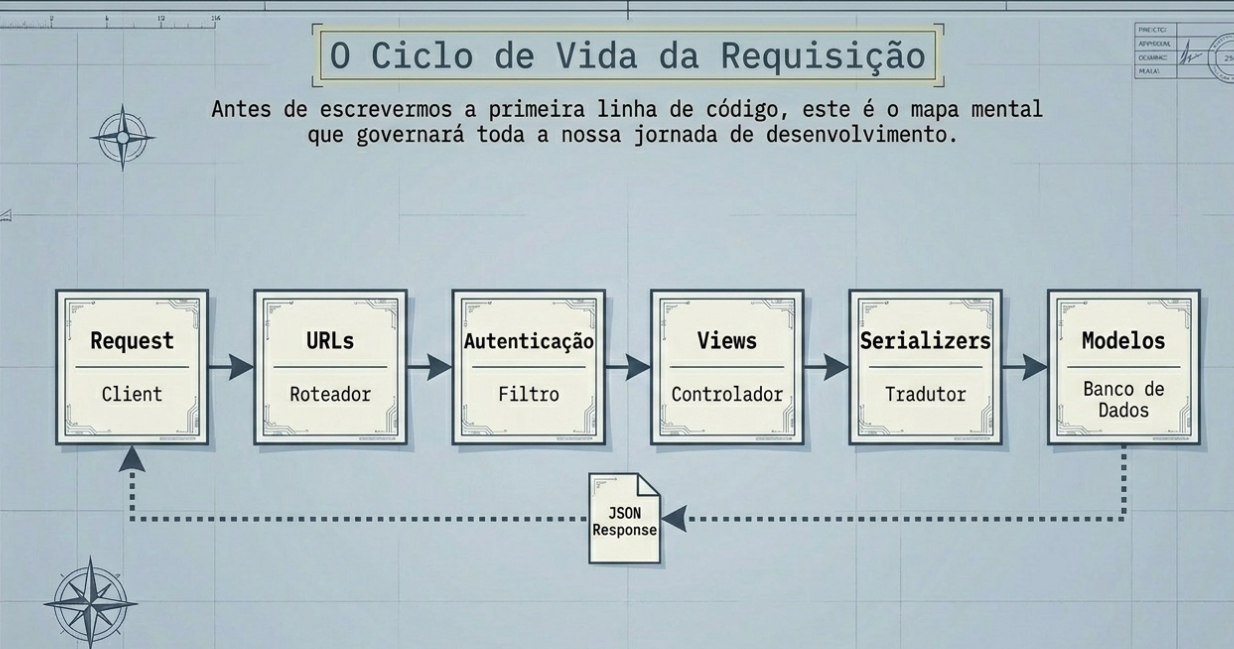 O Ciclo de Vida da Requisição
Antes de escrevermos a primeira linha de código, este é o mapa mental
que governará toda a nossa jornada de desenvolvimento.
Request
Client
URLs
Roteador
Autenticação
Filtro
Views
Controlador
Serializers
Tradutor
Modelos
Banco de
Dados
JSON
Response